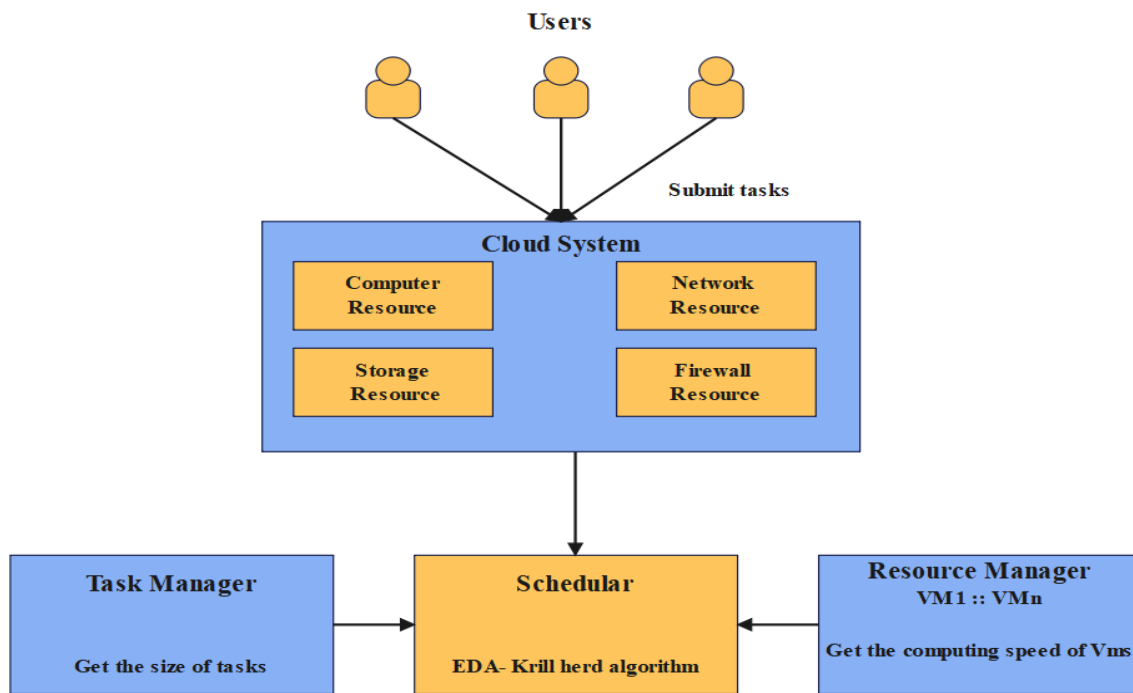 Users
Submit tasks
Cloud System
Computer
Resource
Network
Resource
Storage
Resource
Firewall
Resource
Task Manager
Get the size of tasks
Schedular
EDA- Krill herd algorithm
Resource Manager
VM1 :: VMn
Get the computing speed of Vms